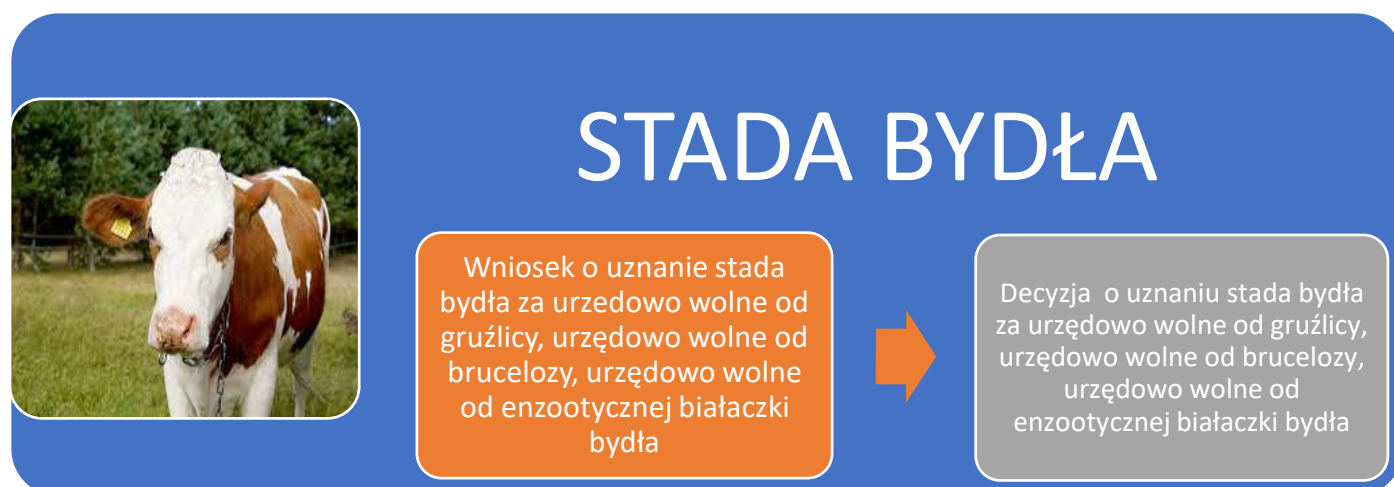 STADA BYDŁA
Wniosek o uznanie stada
bydła za urzedowo wolne od
gruźlicy, urzędowo wolne od
brucelozy, urzędowo wolne
od enzootycznej białaczki
bydła
Decyzja  o uznaniu stada bydła
za urzędowo wolne od gruźlicy,
urzędowo wolne od brucelozy,
urzędowo wolne od
enzootycznej białaczki bydła